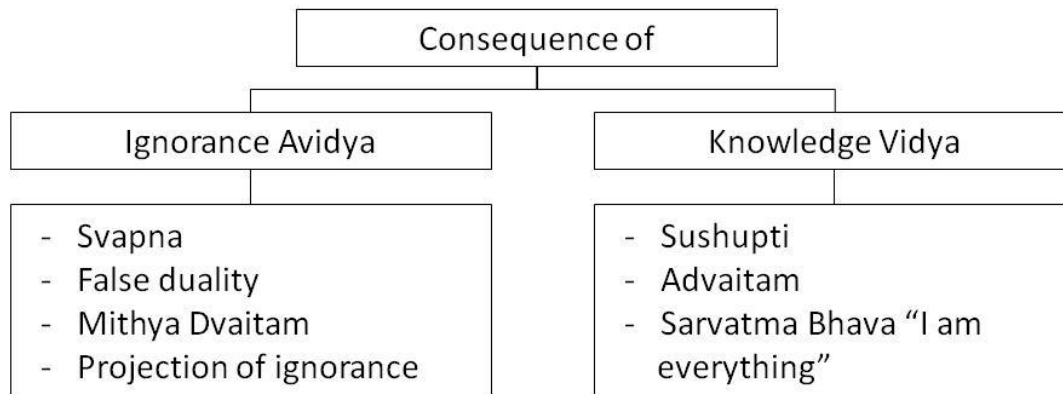 Consequence of
Ignorance Avidya
Knowledge Vidya
- Svapna
- False duality
- Mithya Dvaitam
- Projection of ignorance
- Sushupti
- Advaitam
- Sarvatma Bhava “I am
everything”